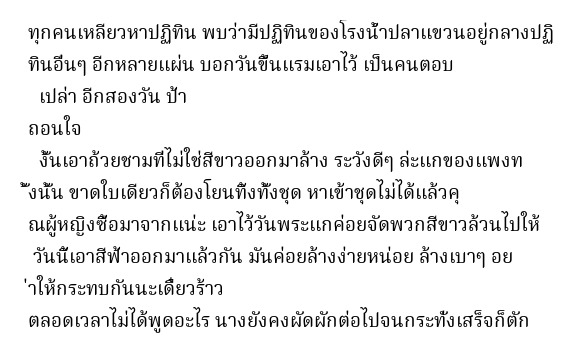 ทุกคนเหลียวหาปฏิทิน พบว่ามีปฏิทินของโรงน้ำปลาแขวนอยู่กลางปฏิ
ทินอื่นๆ อีกหลายแผ่น บอกวันขึ้นแรมเอาไว้ เป็นคนตอบ
เปล่า อีกสองวัน ป้า
ถอนใจ
งั้นเอาถ้วยชามที่ไม่ใช่สีขาวออกมาล้าง ระวังดีๆ ล่ะแกของแพงท
ั้งนั้น ขาดใบเดียวก็ต้องโยนทิ้งทั้งชุด หาเข้าชุดไม่ได้แล้วคุ
ณผู้หญิงซื้อมาจากแน่ะ เอาไว้วันพระแกค่อยจัดพวกสีขาวล้วนไปให้
วันนี้เอาสีฟ้าออกมาแล้วกัน มันค่อยล้างง่ายหน่อย ล้างเบาๆ อย
่าให้กระทบกันนะเดี๋ยวร้าว
ตลอดเวลาไม่ได้พูดอะไร นางยังคงผัดผักต่อไปจนกระทั่งเสร็จก็ตัก